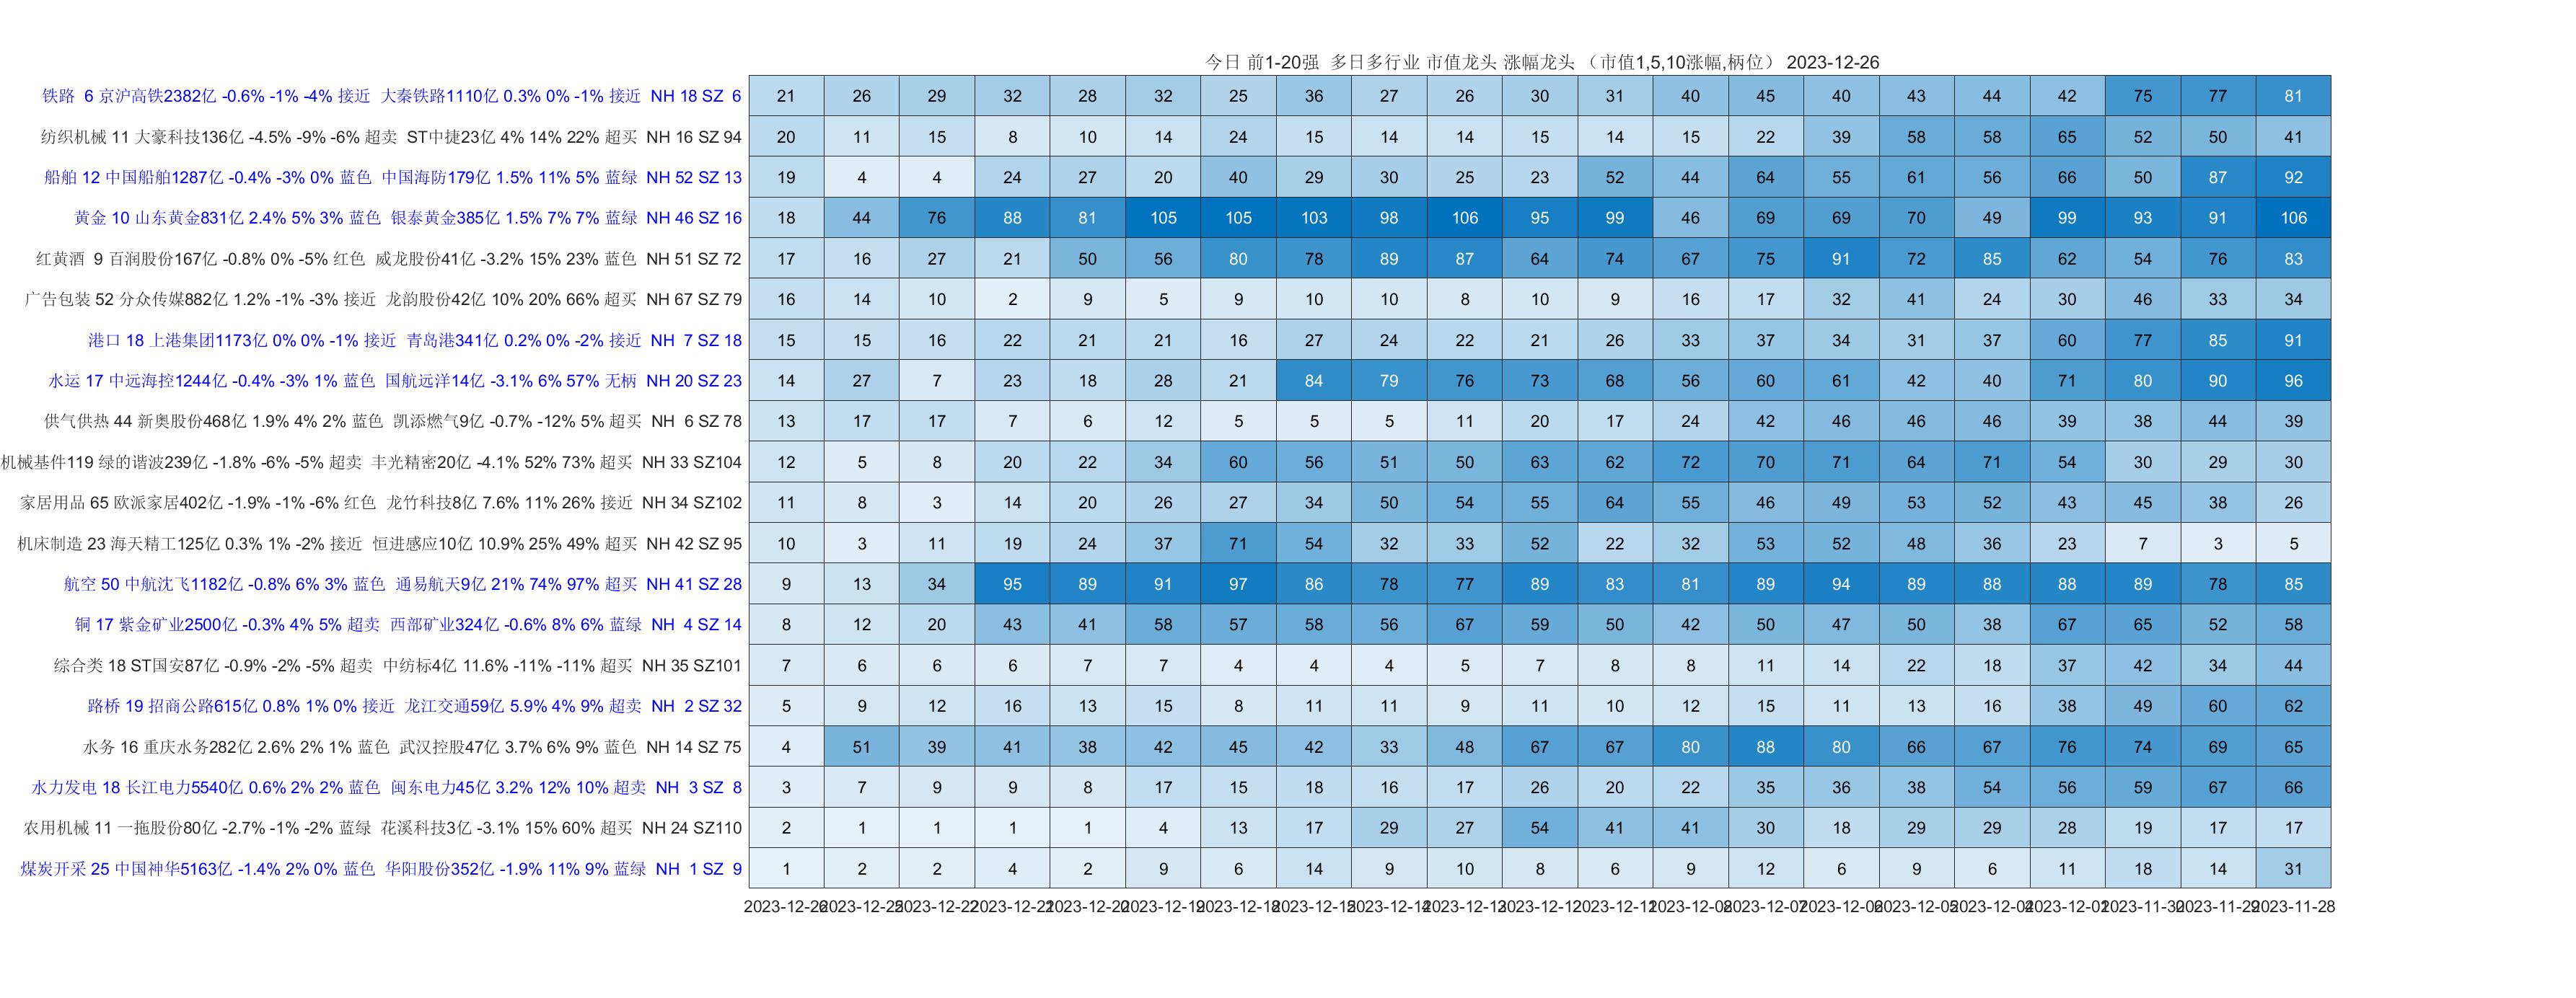 今日 前1-20强 多日多行业 市值龙头 涨幅龙头 （市值1,5,10涨幅,柄位） 2023-12-26
铁路 6 京沪高铁2382亿 -0.6% -1% -4% 接近 大秦铁路1110亿 0.3% 0% -1% 接近 NH 18 SZ 6 21 26 29 32 28 32 25 36 27 26 30 31 40 45 40 43 44 42 75 77 81
纺织机械 11 大豪科技136亿 -4.5% -9% -6% 超卖 ST中捷23亿 4% 14% 22% 超买 NH 16 SZ 94 20 11 15 8 10 14 24 15 14 14 15 14 15 22 39 58 58 65 52 50 41
船舶 12 中国船舶1287亿 -0.4% -3% 0% 蓝色 中国海防179亿 1.5% 11% 5% 蓝绿 NH 52 SZ 13 19 4 4 24 27 20 40 29 30 25 23 52 44 64 55 61 56 66 50 87 92
黄金 10 山东黄金831亿 2.4% 5% 3% 蓝色 银泰黄金385亿 1.5% 7% 7% 蓝绿 NH 46 SZ 16 18 44 76 88 81 105 105 103 98 106 95 99 46 69 69 70 49 99 93 91 106
红黄酒 9 百润股份167亿 -0.8% 0% -5% 红色 威龙股份41亿 -3.2% 15% 23% 蓝色 NH 51 SZ 72 17 16 27 21 50 56 80 78 89 87 64 74 67 75 91 72 85 62 54 76 83
广告包装 52 分众传媒882亿 1.2% -1% -3% 接近 龙韵股份42亿 10% 20% 66% 超买 NH 67 SZ 79 16 14 10 2 9 5 9 10 10 8 10 9 16 17 32 41 24 30 46 33 34
港口 18 上港集团1173亿 0% 0% -1% 接近 青岛港341亿 0.2% 0% -2% 接近 NH 7 SZ 18 15 15 16 22 21 21 16 27 24 22 21 26 33 37 34 31 37 60 77 85 91
水运 17 中远海控1244亿 -0.4% -3% 1% 蓝色 国航远洋14亿 -3.1% 6% 57% 无柄 NH 20 SZ 23 14 27 7 23 18 28 21 84 79 76 73 68 56 60 61 42 40 71 80 90 96
供气供热 44 新奥股份468亿 1.9% 4% 2% 蓝色 凯添燃气9亿 -0.7% -12% 5% 超买 NH 6 SZ 78 13 17 17 7 6 12 5 5 5 11 20 17 24 42 46 46 46 39 38 44 39
机械基件119 绿的谐波239亿 -1.8% -6% -5% 超卖 丰光精密20亿 -4.1% 52% 73% 超买 NH 33 SZ104 12 5 8 20 22 34 60 56 51 50 63 62 72 70 71 64 71 54 30 29 30
家居用品 65 欧派家居402亿 -1.9% -1% -6% 红色 龙竹科技8亿 7.6% 11% 26% 接近 NH 34 SZ102 11 8 3 14 20 26 27 34 50 54 55 64 55 46 49 53 52 43 45 38 26
机床制造 23 海天精工125亿 0.3% 1% -2% 接近 恒进感应10亿 10.9% 25% 49% 超买 NH 42 SZ 95 10 3 11 19 24 37 71 54 32 33 52 22 32 53 52 48 36 23 7 3 5
航空 50 中航沈飞1182亿 -0.8% 6% 3% 蓝色 通易航天9亿 21% 74% 97% 超买 NH 41 SZ 28 9 13 34 95 89 91 97 86 78 77 89 83 81 89 94 89 88 88 89 78 85
铜 17 紫金矿业2500亿 -0.3% 4% 5% 超卖 西部矿业324亿 -0.6% 8% 6% 蓝绿 NH 4 SZ 14 8 12 20 43 41 58 57 58 56 67 59 50 42 50 47 50 38 67 65 52 58
综合类 18 ST国安87亿 -0.9% -2% -5% 超卖 中纺标4亿 11.6% -11% -11% 超买 NH 35 SZ101 7 6 6 6 7 7 4 4 4 5 7 8 8 11 14 22 18 37 42 34 44
路桥 19 招商公路615亿 0.8% 1% 0% 接近 龙江交通59亿 5.9% 4% 9% 超卖 NH 2 SZ 32 5 9 12 16 13 15 8 11 11 9 11 10 12 15 11 13 16 38 49 60 62
水务 16 重庆水务282亿 2.6% 2% 1% 蓝色 武汉控股47亿 3.7% 6% 9% 蓝色 NH 14 SZ 75 4 51 39 41 38 42 45 42 33 48 67 67 80 88 80 66 67 76 74 69 65
水力发电 18 长江电力5540亿 0.6% 2% 2% 蓝色 闽东电力45亿 3.2% 12% 10% 超卖 NH 3 SZ 8 3 7 9 9 8 17 15 18 16 17 26 20 22 35 36 38 54 56 59 67 66
农用机械 11 一拖股份80亿 -2.7% -1% -2% 蓝绿 花溪科技3亿 -3.1% 15% 60% 超买 NH 24 SZ110 2 1 1 1 1 4 13 17 29 27 54 41 41 30 18 29 29 28 19 17 17
煤炭开采 25 中国神华5163亿 -1.4% 2% 0% 蓝色 华阳股份352亿 -1.9% 11% 9% 蓝绿 NH 1 SZ 9 1 2 2 4 2 9 6 14 9 10 8 6 9 12 6 9 6 11 18 14 31
2023-12-26 2023-12-25 2023-12-22 2023-12-21 2023-12-20 2023-12-19 2023-12-18 2023-12-15 2023-12-14 2023-12-13 2023-12-12 2023-12-11 2023-12-08 2023-12-07 2023-12-06 2023-12-05 2023-12-04 2023-12-01 2023-11-30 2023-11-29 2023-11-28